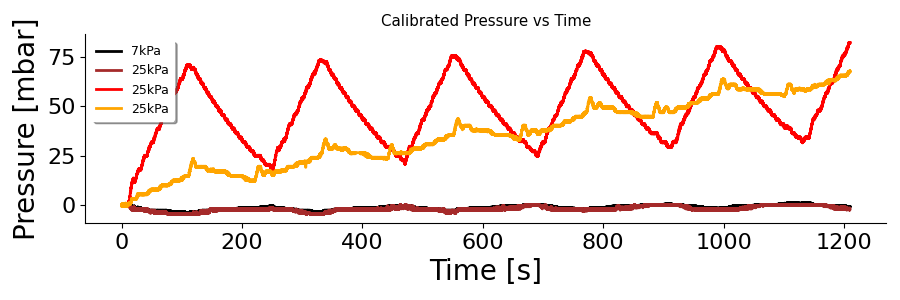 Calibrated Pressure vs Time
Pressure [mbar]
75
50
25
0
7kPa
25kPa
25kPa
25kPa
0
200
400
600
800
1000
1200
Time [s]